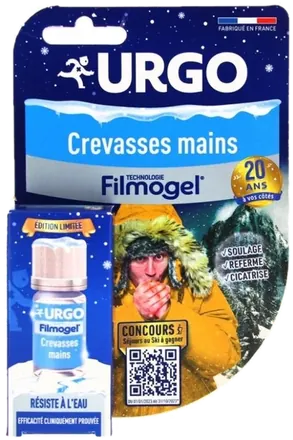 FABRIQUÉ EN FRANCE
URGO
Crevasses mains
TECHNOLOGIE
Filmogel®
20
ANS
à vos côtés
SOULAGE
REFERME
CICATRISE
ÉDITION LIMITÉE
URGO
Filmogel®
Crevasses
mains
CONCOURS
Séjours au Ski à gagner
RÉSISTE À L'EAU
EFFICACITÉ CLINIQUEMENT PROUVÉE